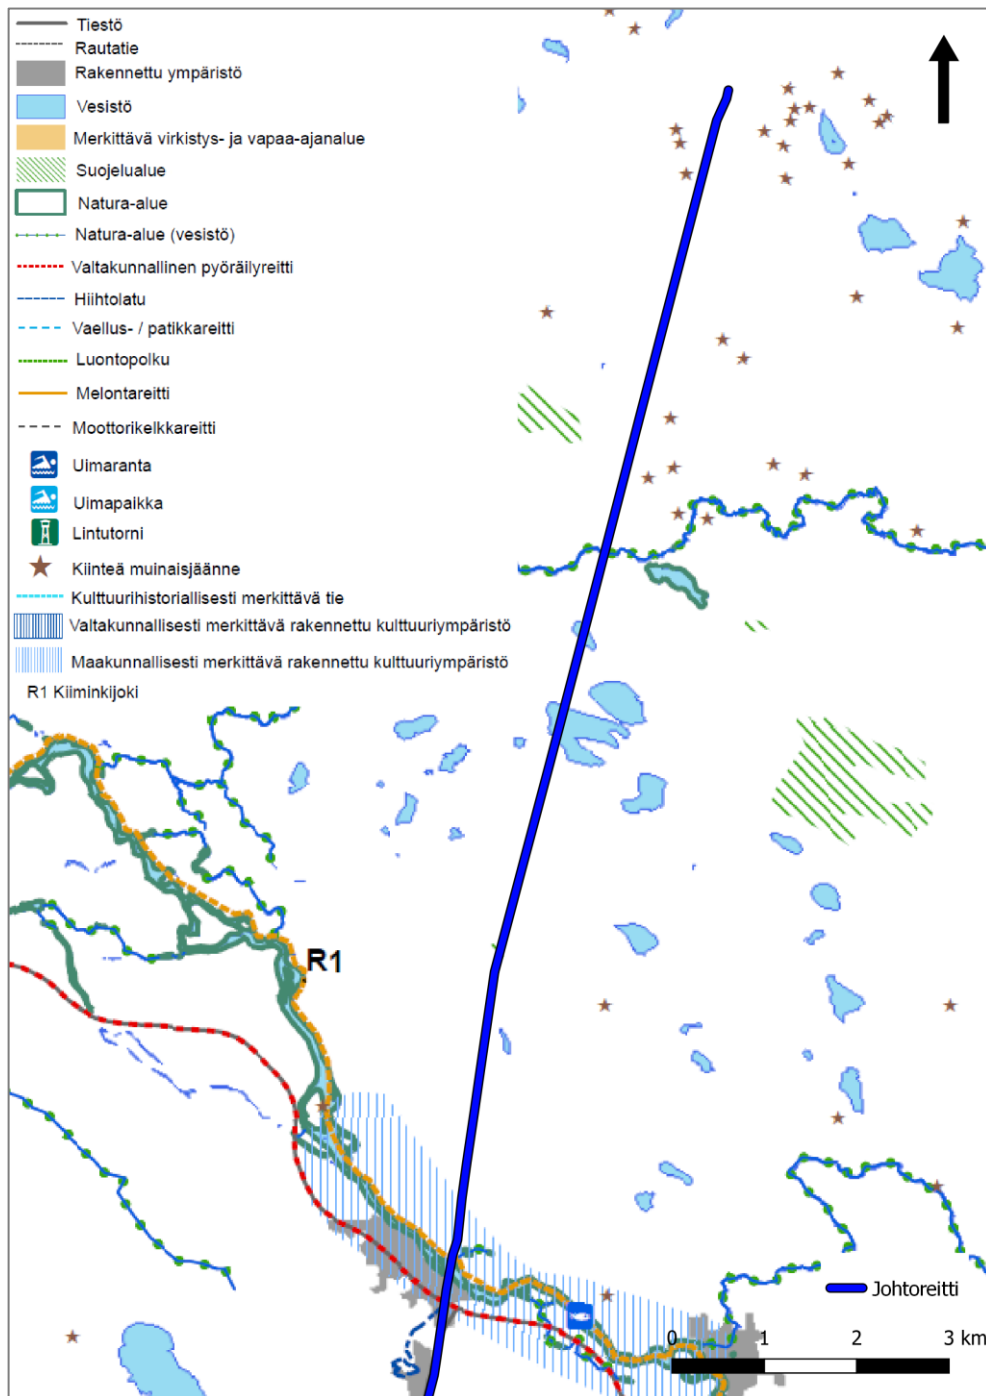 Tiestö
Rautatie
Rakennettu ympäristö
Vesistö
Merkittävä virkistys- ja vapaa-ajanalue
Suojelualue
Natura-alue
Natura-alue (vesistö)
Valtakunnallinen pyöräilyreitti
Hiihtolatu
Vaellus- / patikkareitti
Luontopolku
Melontareitti
Moottorikelkkareitti
Uimaranta
Uimapaikka
Lintutorni
Kiinteä muinaisjäänne
Kulttuurihistoriallisesti merkittävä tie
Valtakunnallisesti merkittävä rakennettu kulttuuriympäristö
Maakunnallisesti merkittävä rakennettu kulttuuriympäristö
R1 Kiiminkijoki
R1
Johtoreitti
0 1 2 3 km